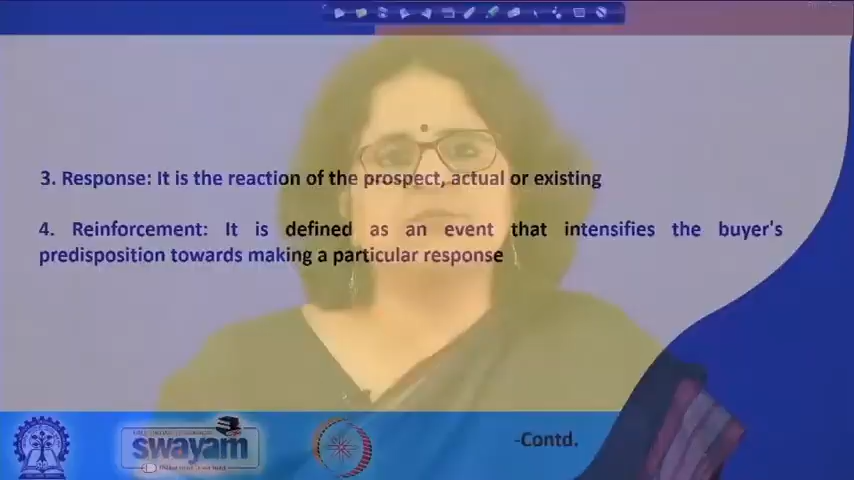 3. Response: It is the reaction of the prospect, actual or existing
4. Reinforcement: It is defined as an event that intensifies the buyer's
predisposition towards making a particular response
swayam
-Contd.